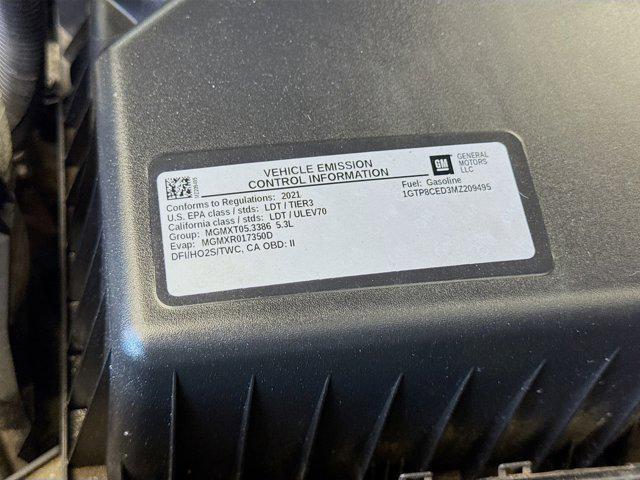 VEHICLE EMISSION
CONTROL INFORMATION
GM
GENERAL
MOTORS
LLC
Conforms to Regulations: 2021
Fuel: Gasoline
U.S. EPA class / stds: LDT / TIER3
1GTP8CED3MZ209495
California class / stds: LDT / ULEV70
Group: MGMXT05.3386 5.3L
Evap: MGMXR017350D
DFI/HO2S/TWC, CA OBD: II